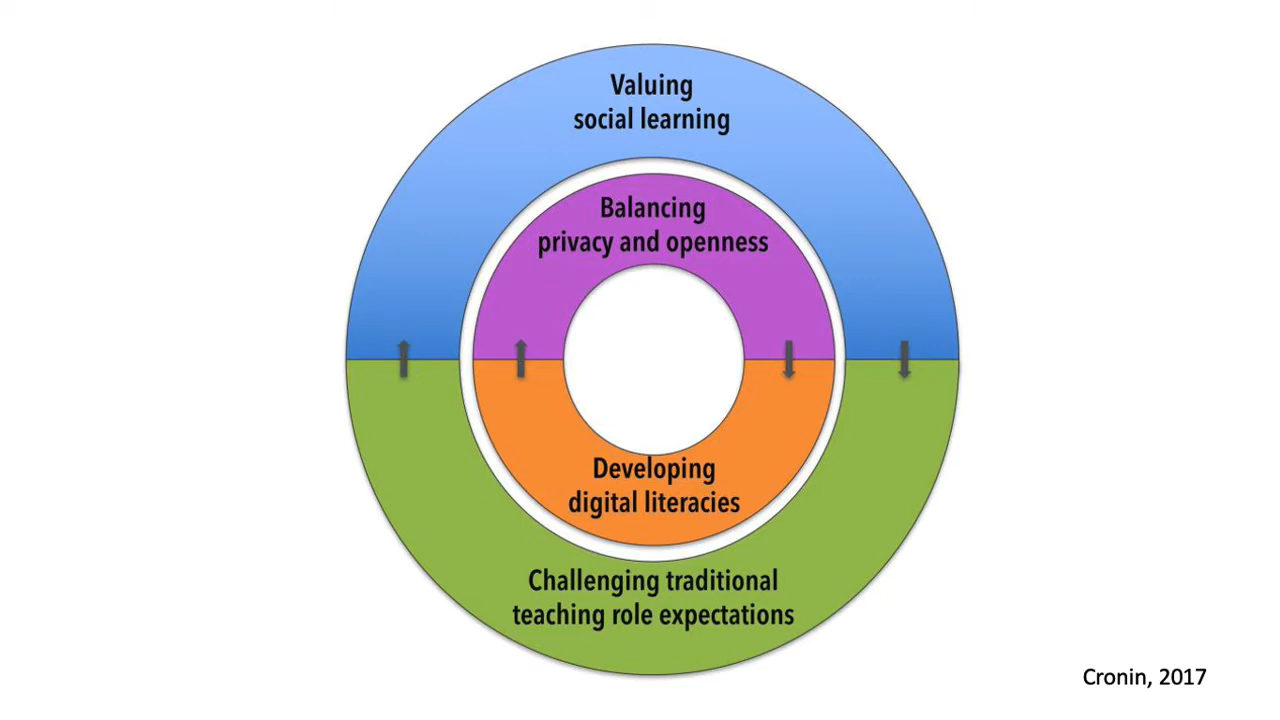 Valuing
social learning
Balancing
privacy and openness
Developing
digital literacies
Challenging traditional
teaching role expectations
Cronin, 2017